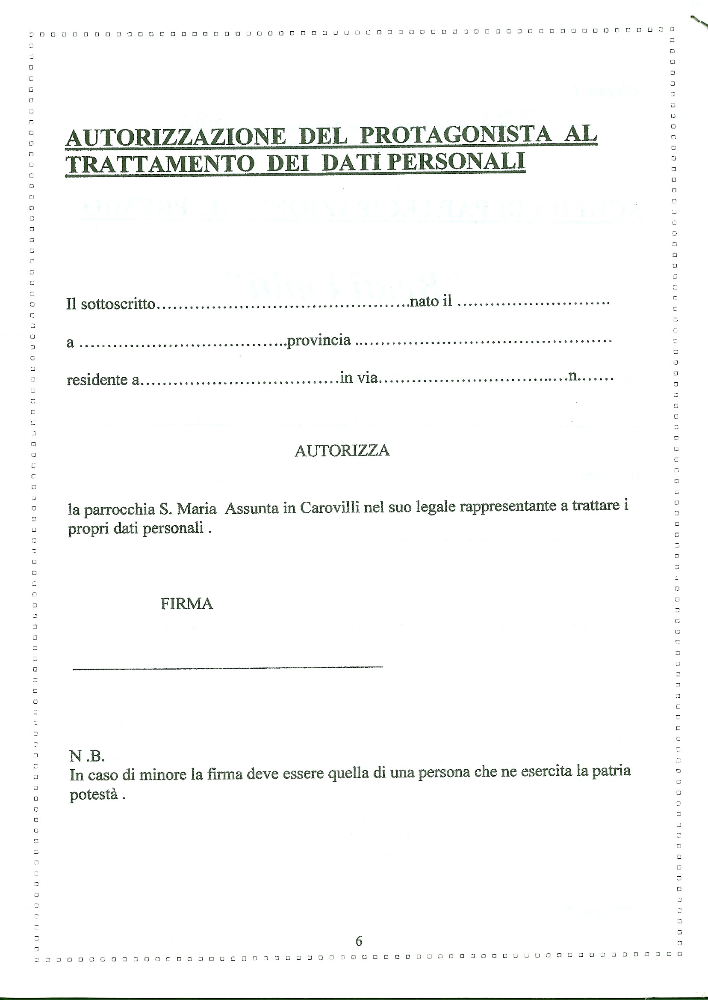 AUTORIZZAZIONE DEL PROTAGONISTA AL
TRATTAMENTO DEI DATI PERSONALI
Il sottoscritto..............................................nato il ............................
a ......................................provincia ...............................................
residente a....................................in via..................................n.......
AUTORIZZA
la parrocchia S. Maria Assunta in Carovilli nel suo legale rappresentante a trattare i
propri dati personali .
FIRMA
N .B.
In caso di minore la firma deve essere quella di una persona che ne esercita la patria
potestà .
6